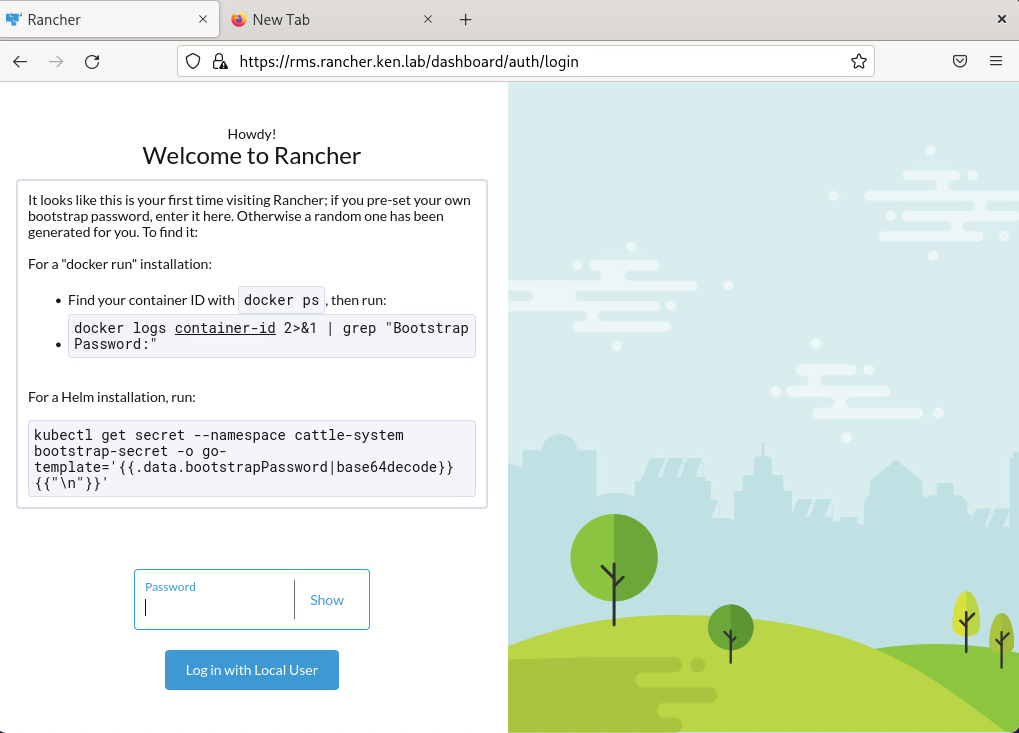 Rancher
New Tab
https://rms.rancher.ken.lab/dashboard/auth/login
Howdy!
Welcome to Rancher
It looks like this is your first time visiting Rancher; if you pre-set your own
bootstrap password, enter it here. Otherwise a random one has been
generated for you. To find it:
For a "docker run" installation:
• Find your container ID with docker ps, then run:
• docker logs container-id 2>&1 | grep "Bootstrap
Password:"
For a Helm installation, run:
kubectl get secret --namespace cattle-system
bootstrap-secret -o go-
template='{{.data.bootstrapPassword|base64decode}}
{{"\n"}}'
Password
Show
Log in with Local User